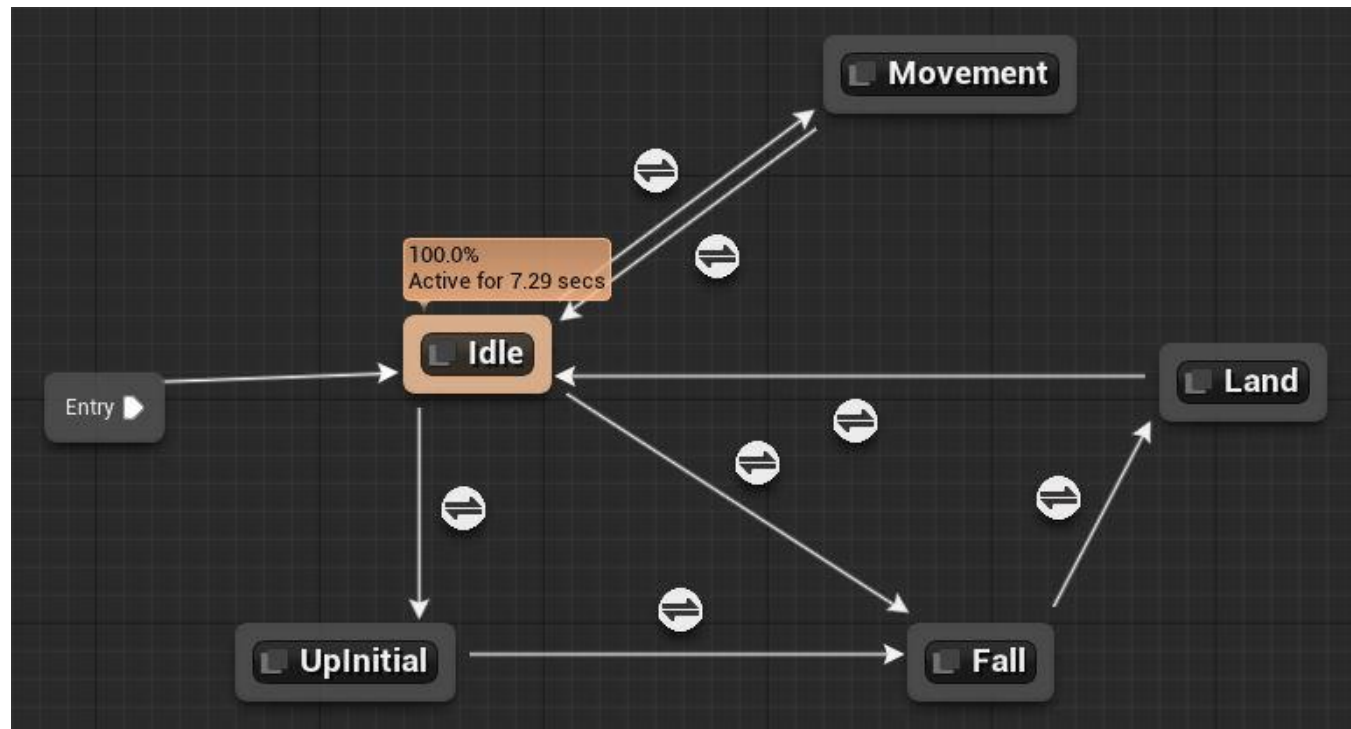 Movement
100.0%
Active for 7.29 secs
Idle
Land
Entry
UpInitial
Fall